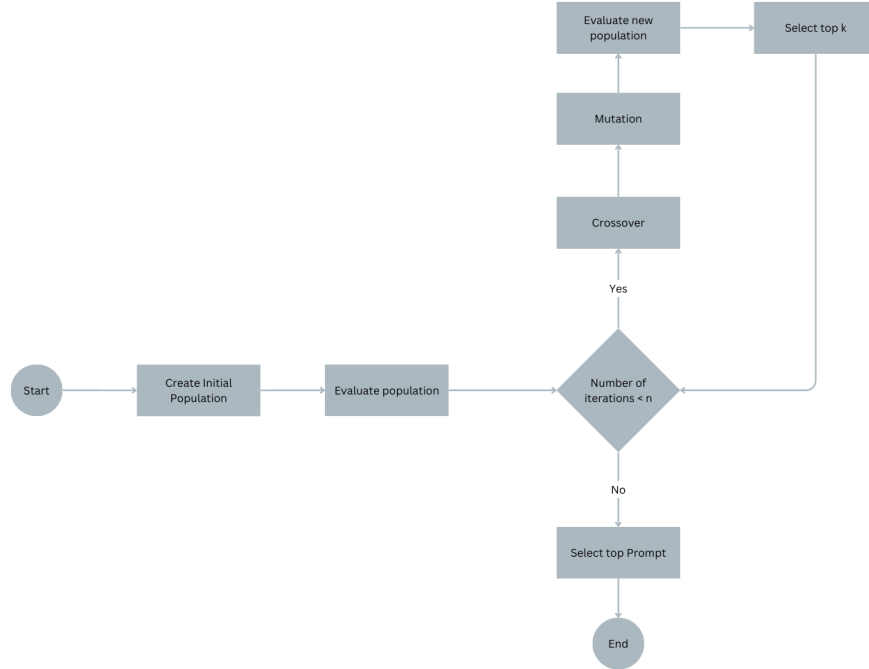 Evaluate new
population
Select top k
Mutation
Crossover
Yes
Start
Create Initial
Population
Evaluate population
Number of
iterations < n
No
Select top Prompt
End